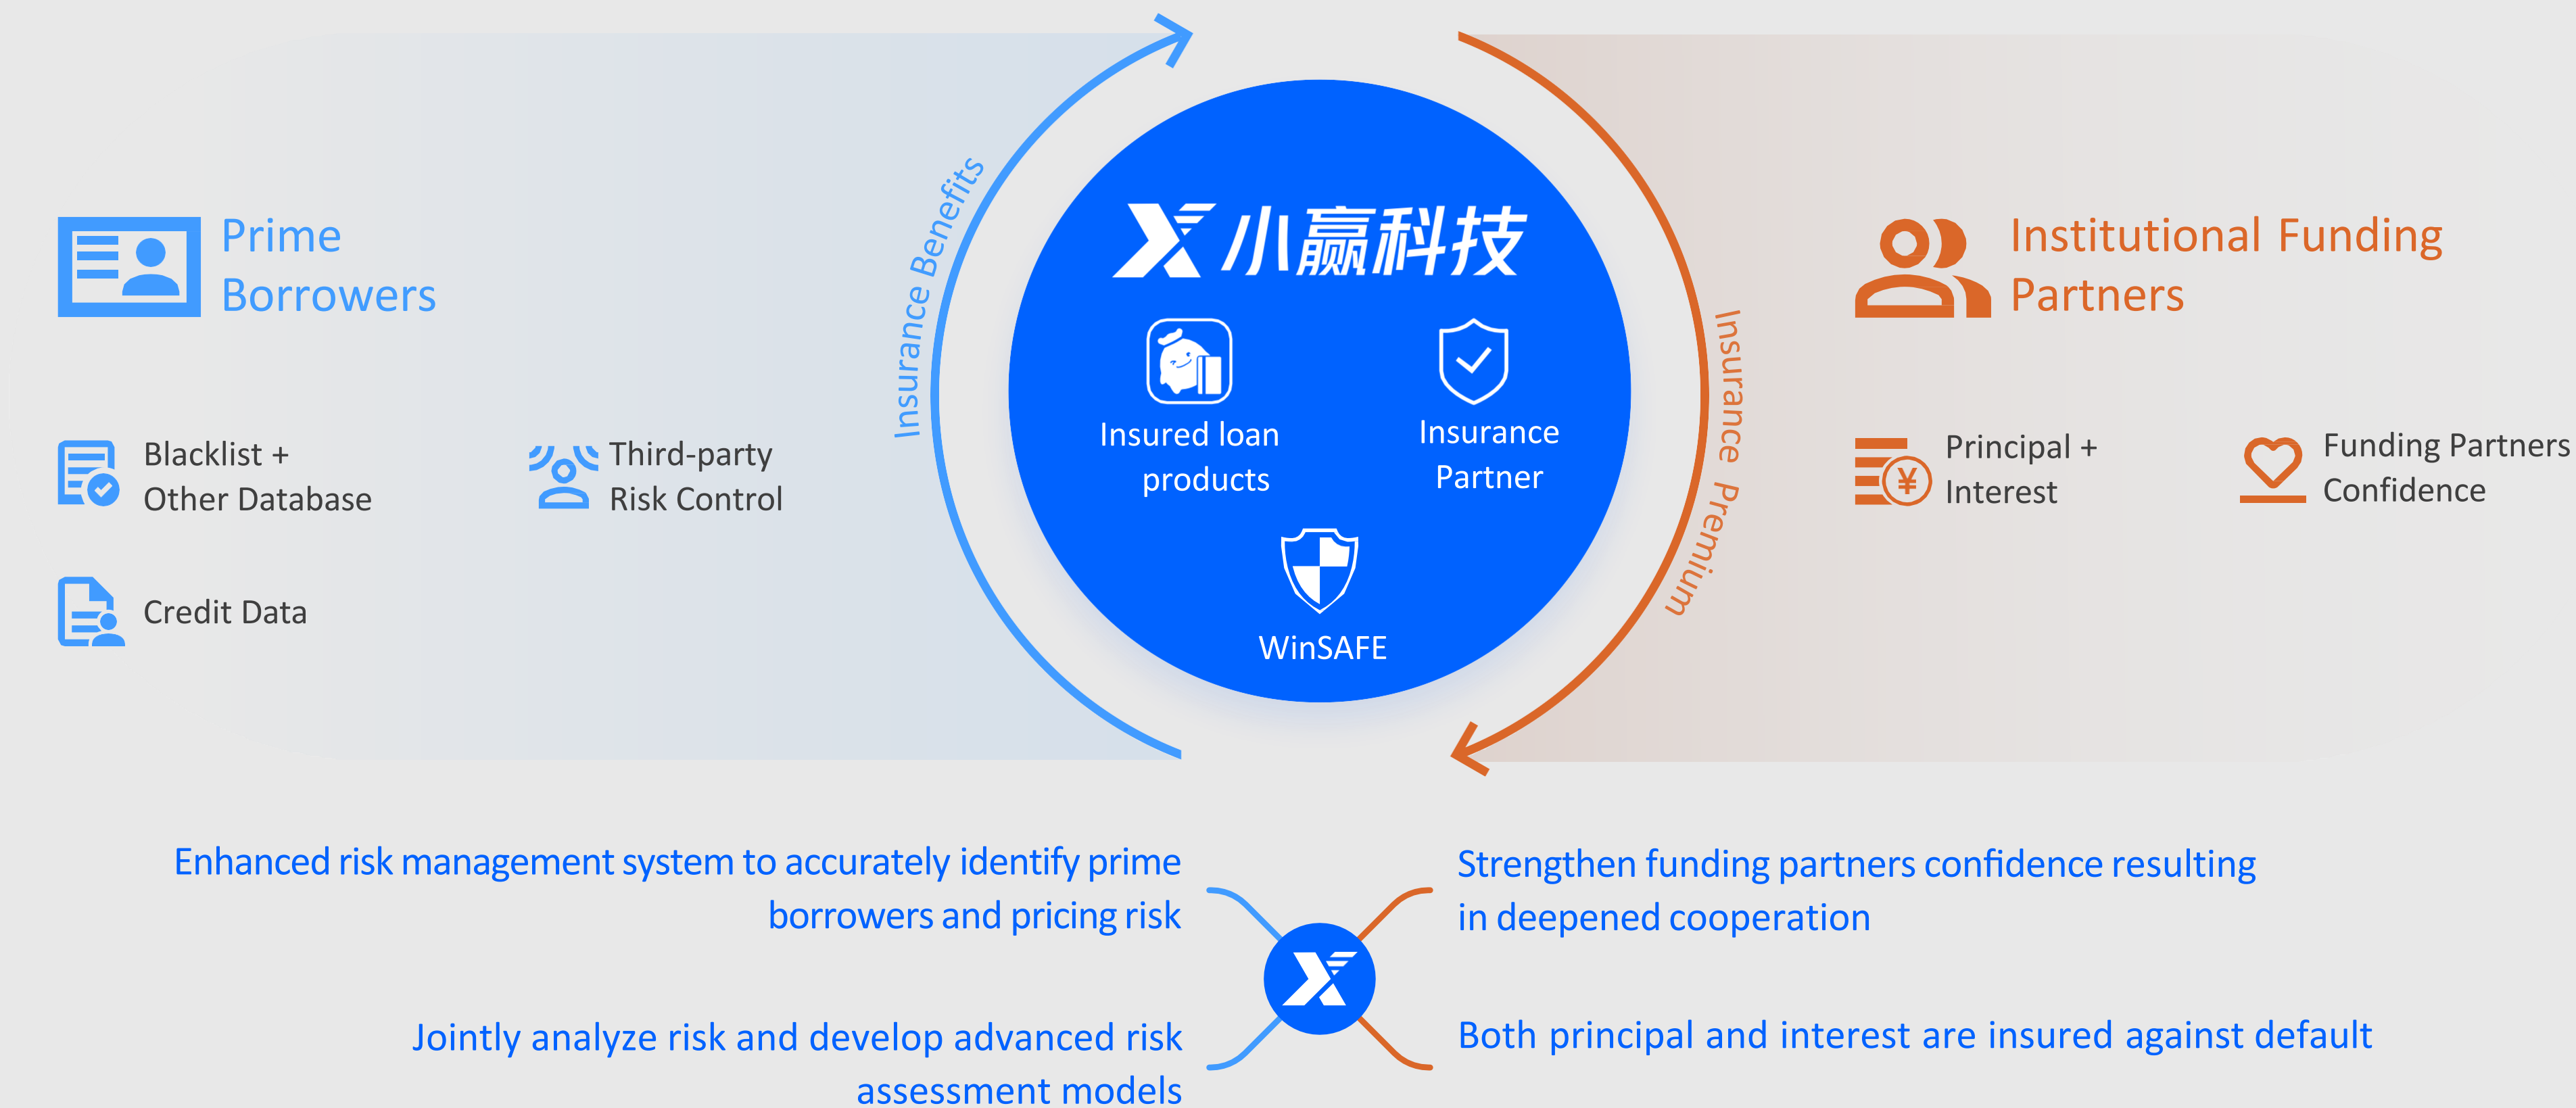 Prime
Borrowers
Blacklist +
Other Database
Third-party
Risk Control
Credit Data
Insurance Benefits
X 小赢科技
Insured loan
products
Insurance
Partner
WinSAFE
Insurance Premium
Institutional Funding
Partners
¥
Principal +
Interest
Funding Partners
Confidence
Enhanced risk management system to accurately identify prime
borrowers and pricing risk
Jointly analyze risk and develop advanced risk
assessment models
X
Strengthen funding partners confidence resulting
in deepened cooperation
Both principal and interest are insured against default